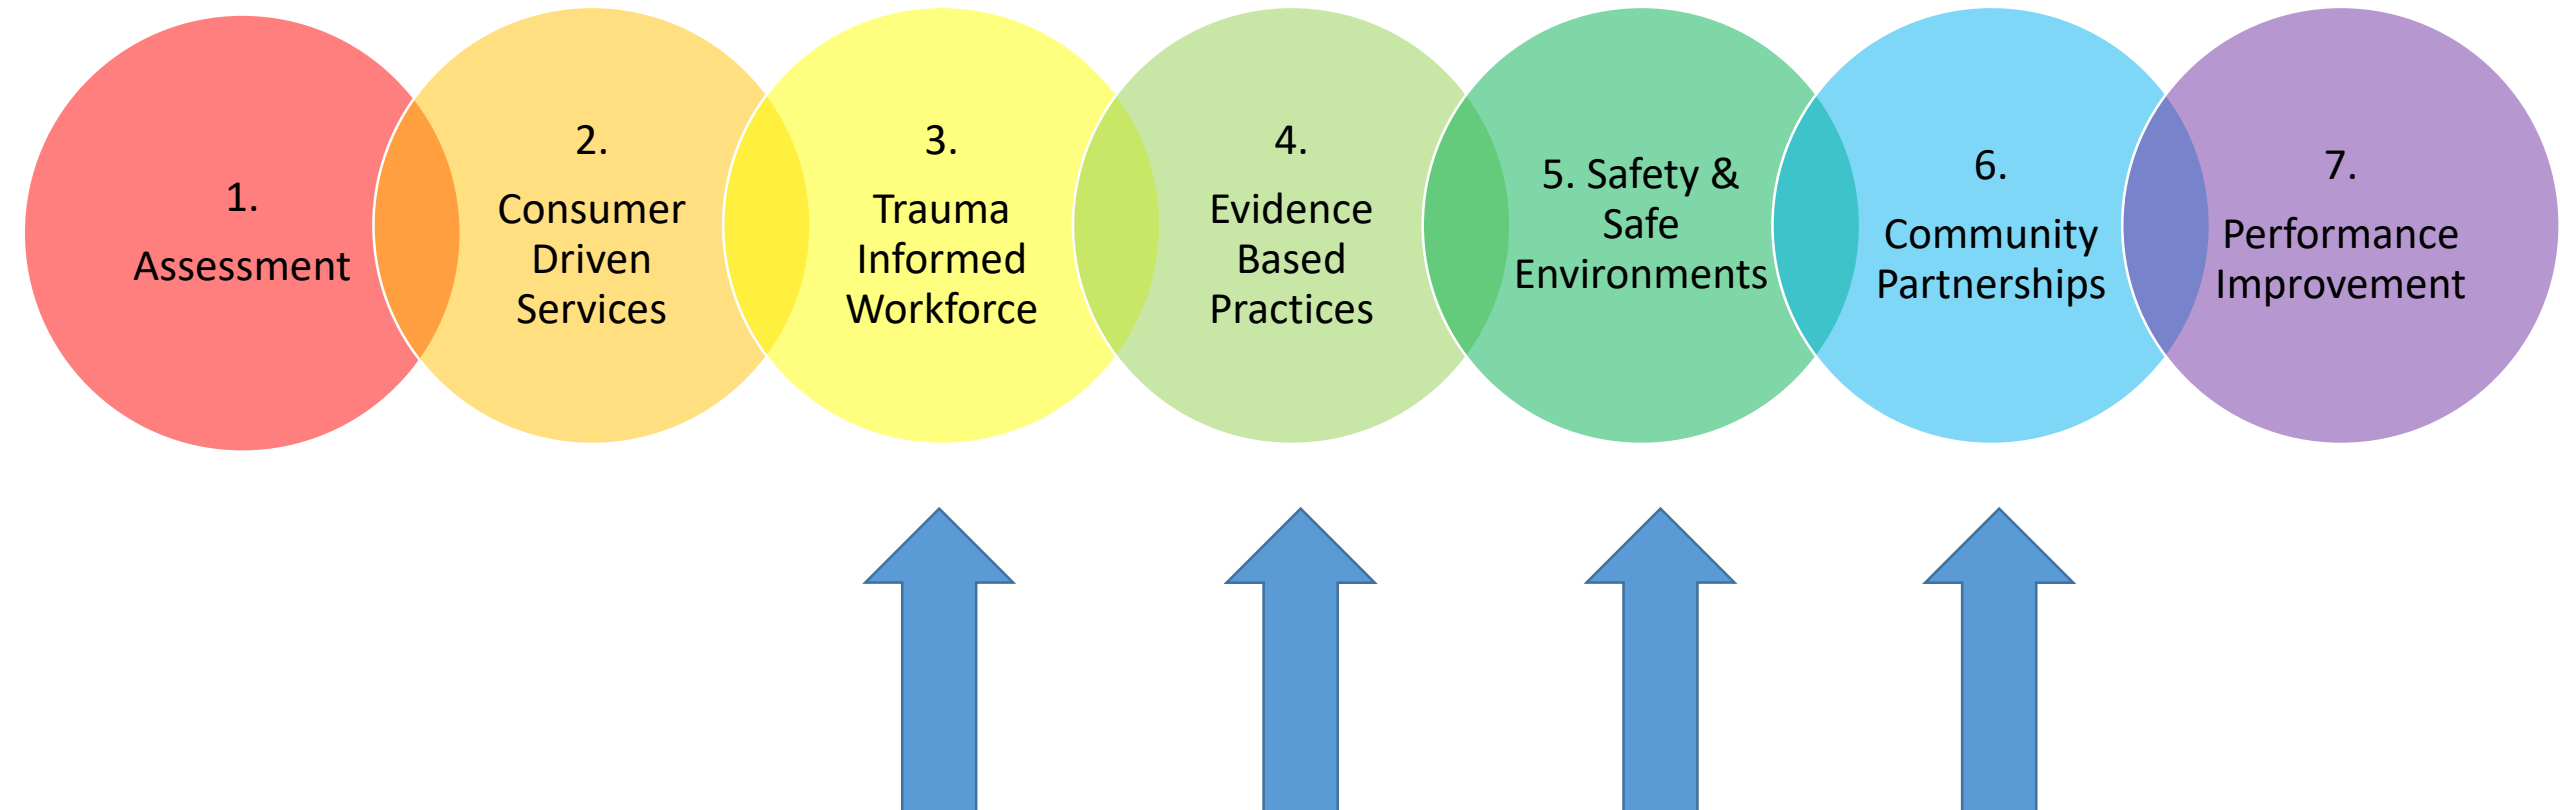 1.
Assessment
2.
Consumer
Driven
Services
3.
Trauma
Informed
Workforce
4.
Evidence
Based
Practices
5. Safety &
Safe
Environments
6.
Community
Partnerships
7.
Performance
Improvement